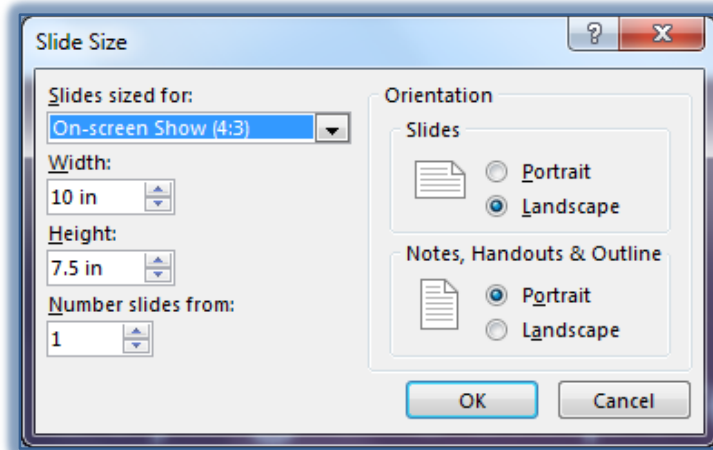 Slide Size
?
Slides sized for:
On-screen Show (4:3)
Width:
10 in
Height:
7.5 in
Number slides from:
1
Orientation
Slides
Portrait
Landscape
Notes, Handouts & Outline
Portrait
Landscape
OK
Cancel